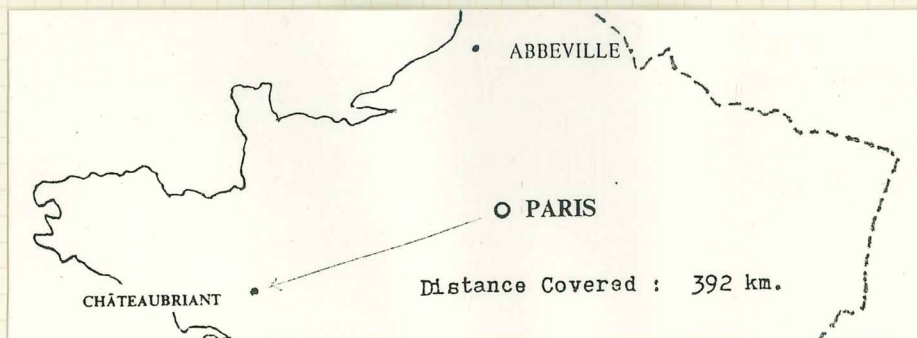 ABBEVILLE
PARIS
Distance Covered : 392 km.
CHÂTEAUBRIANT